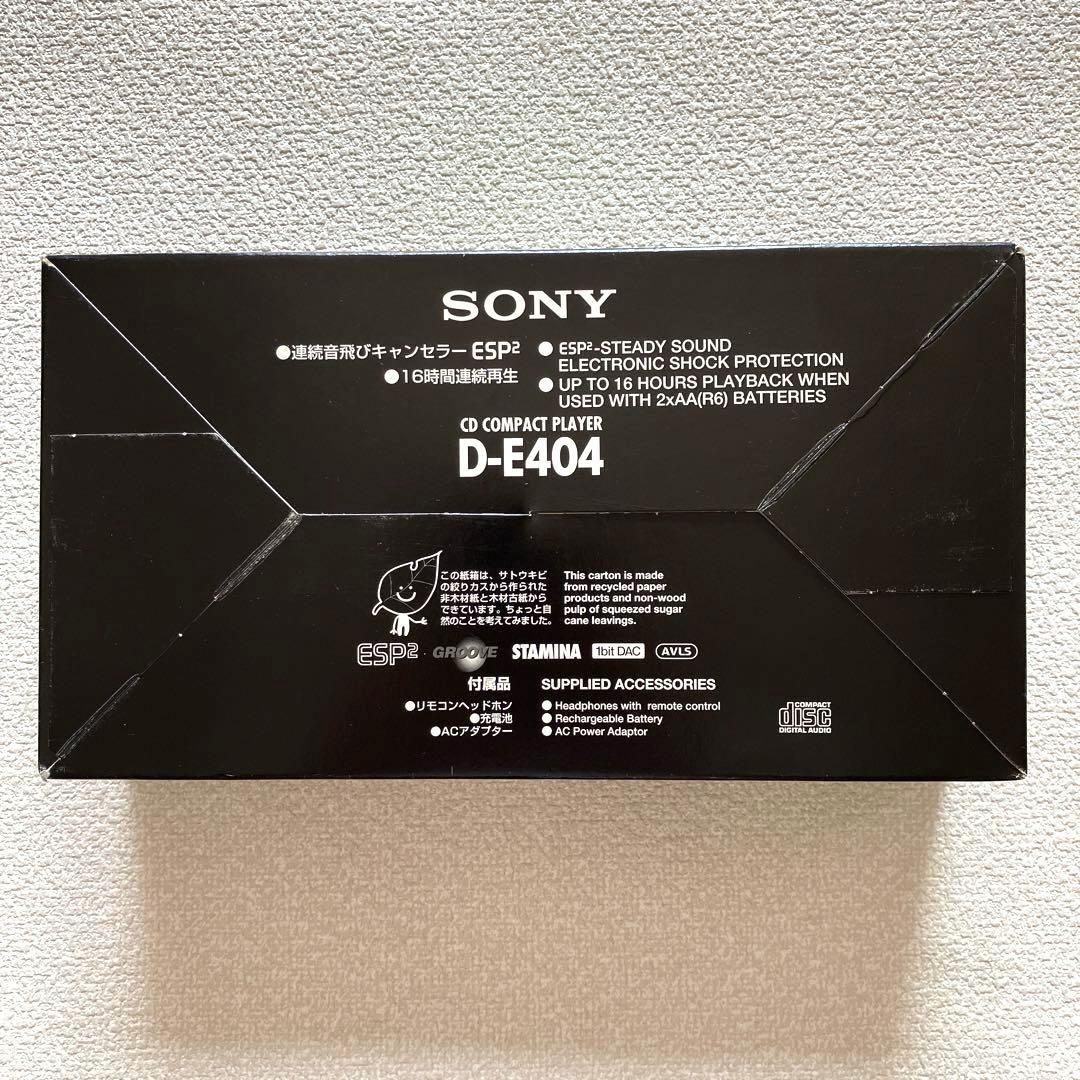 SONY
●連続音飛びキャンセラー ESP²
●16時間連続再生
● ESP²-STEADY SOUND
ELECTRONIC SHOCK PROTECTION
● UP TO 16 HOURS PLAYBACK WHEN
USED WITH 2xAA(R6) BATTERIES
CD COMPACT PLAYER
D-E404
この紙箱は、サトウキビ
の絞りカスから作られた
非木材紙と木材古紙から
できています。ちょっと自
然のことを考えてみました。
This carton is made
from recycled paper
products and non-wood
pulp of squeezed sugar
cane leavings.
ESP² GROOVE STAMINA 1bit DAC AVLS
付属品
●リモコンヘッドホン
●充電池
●ACアダプター
SUPPLIED ACCESSORIES
● Headphones with remote control
● Rechargeable Battery
● AC Power Adaptor
COMPACT
disc
DIGITAL AUDIO